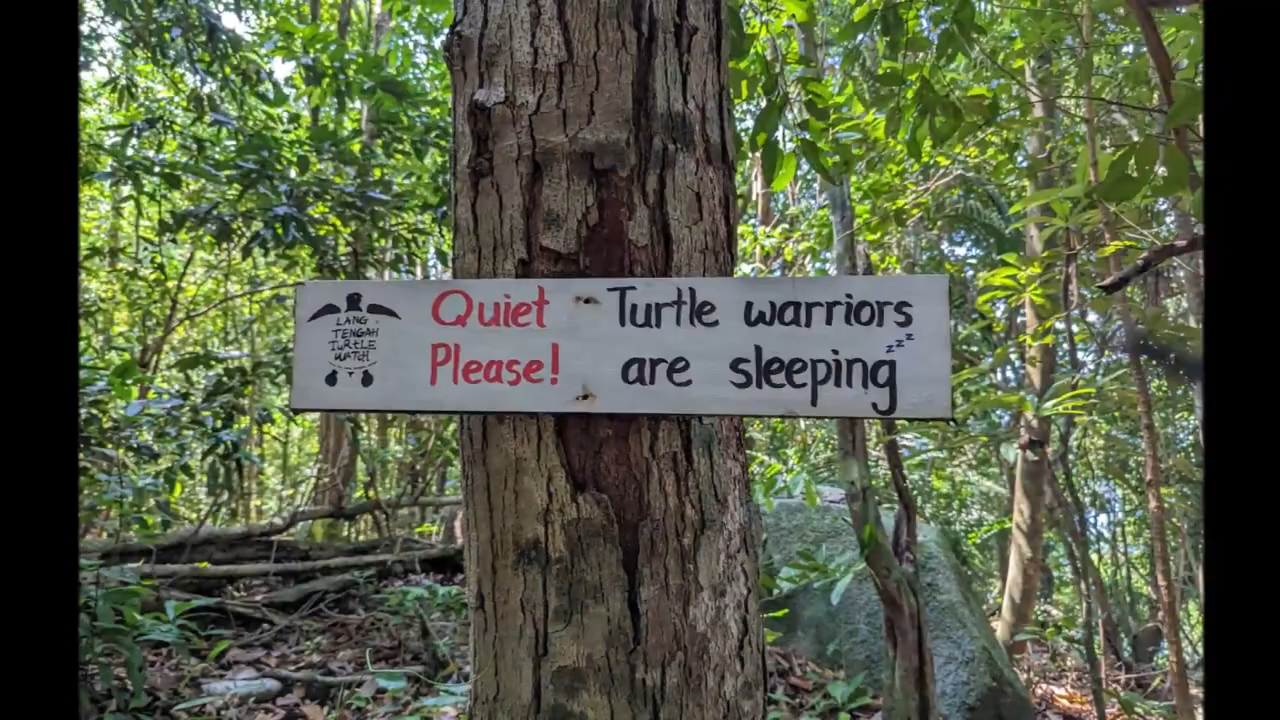 LANG
TENGAH
TURTLE
WATCH
Quiet
Please!
Turtle warriors
are sleeping zzz